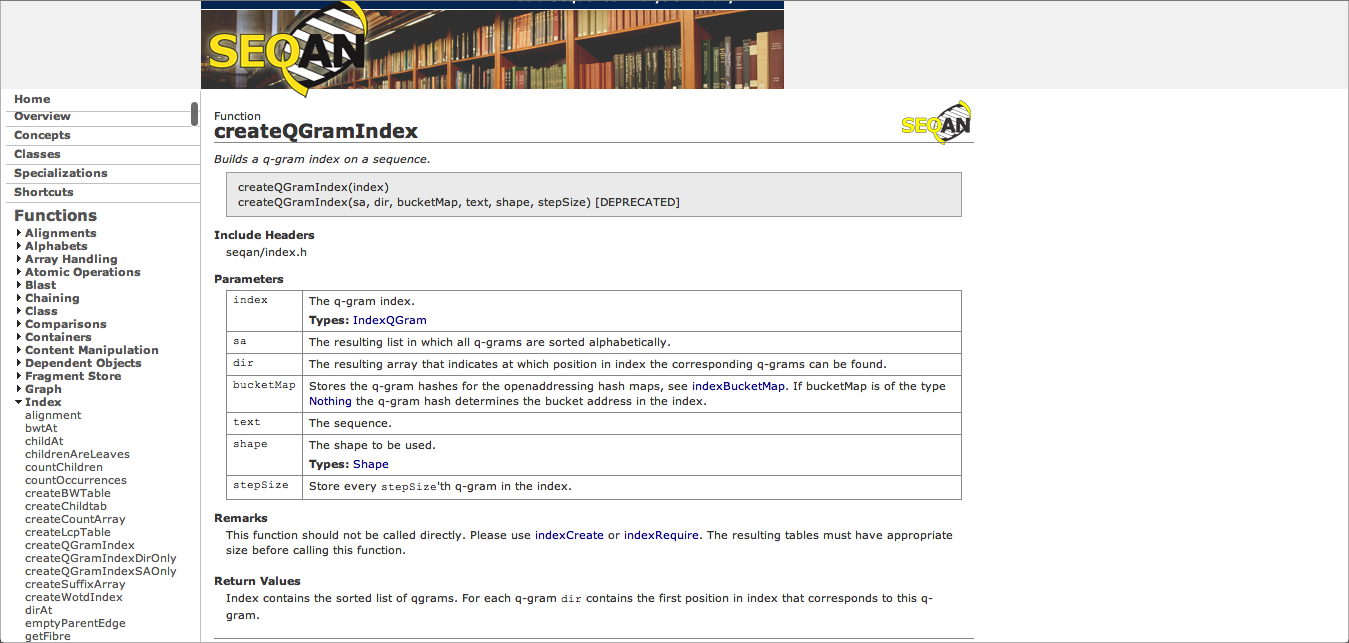 SEQAN
Home
Overview
Concepts
Classes
Specializations
Shortcuts
Functions
Alignments
Alphabets
Array Handling
Atomic Operations
Blast
Chaining
Class
Comparisons
Containers
Content Manipulation
Dependent Objects
Fragment Store
Graph
Index
alignment
bwtAt
childAt
childrenAreLeaves
countChildren
countOccurrences
createBWTable
createChildtab
createCountArray
createLcpTable
createQGramIndex
createQGramIndexDirOnly
createQGramIndexSAOnly
createSuffixArray
createWotdIndex
dirAt
emptyParentEdge
getFibre
Function
createQGramIndex
SEQAN
Builds a q-gram index on a sequence.
createQGramIndex(index)
createQGramIndex(sa, dir, bucketMap, text, shape, stepSize) [DEPRECATED]
Include Headers
seqan/index.h
Parameters
index The q-gram index.
Types: IndexQGram
sa The resulting list in which all q-grams are sorted alphabetically.
dir The resulting array that indicates at which position in index the corresponding q-grams can be found.
bucketMap Stores the q-gram hashes for the openaddressing hash maps, see indexBucketMap. If bucketMap is of the type
Nothing the q-gram hash determines the bucket address in the index.
text The sequence.
shape The shape to be used.
Types: Shape
stepSize Store every stepSize'th q-gram in the index.
Remarks
This function should not be called directly. Please use indexCreate or indexRequire. The resulting tables must have appropriate
size before calling this function.
Return Values
Index contains the sorted list of qgrams. For each q-gram dir contains the first position in index that corresponds to this q-
gram.